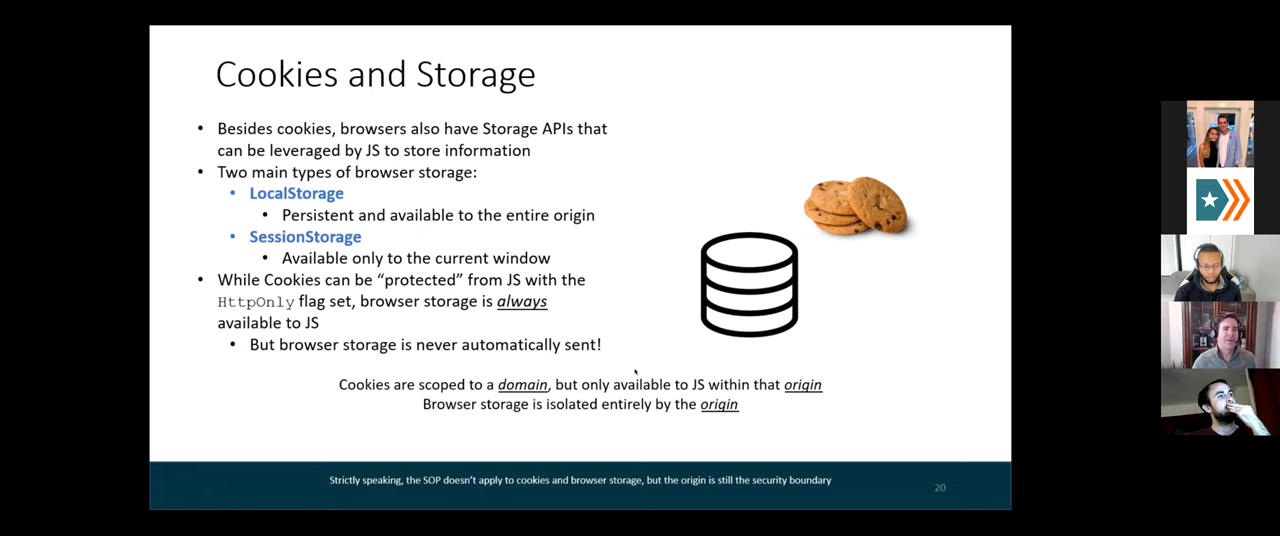 Cookies and Storage
• Besides cookies, browsers also have Storage APIs that
can be leveraged by JS to store information
• Two main types of browser storage:
• LocalStorage
• Persistent and available to the entire origin
• SessionStorage
• Available only to the current window
• While Cookies can be “protected” from JS with the
HttpOnly flag set, browser storage is always
available to JS
• But browser storage is never automatically sent!
Cookies are scoped to a domain, but only available to JS within that origin
Browser storage is isolated entirely by the origin
Strictly speaking, the SOP doesn’t apply to cookies and browser storage, but the origin is still the security boundary
20